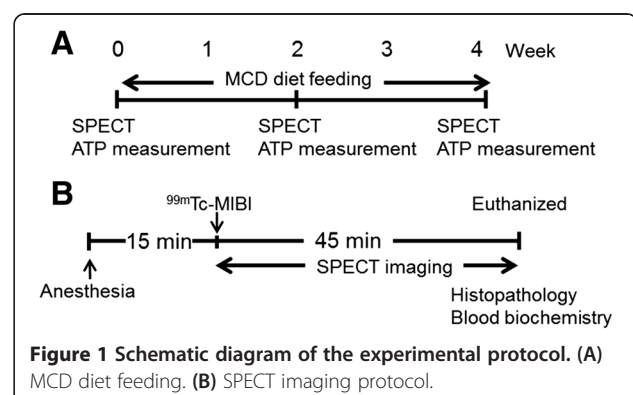 A
0 1 2 3 4 Week
MCD diet feeding
SPECT SPECT SPECT
ATP measurement ATP measurement ATP measurement
B
99mTc-MIBI Euthanized
15 min 45 min
SPECT imaging
Anesthesia
Histopathology
Blood biochemistry
Figure 1 Schematic diagram of the experimental protocol. (A)
MCD diet feeding. (B) SPECT imaging protocol.